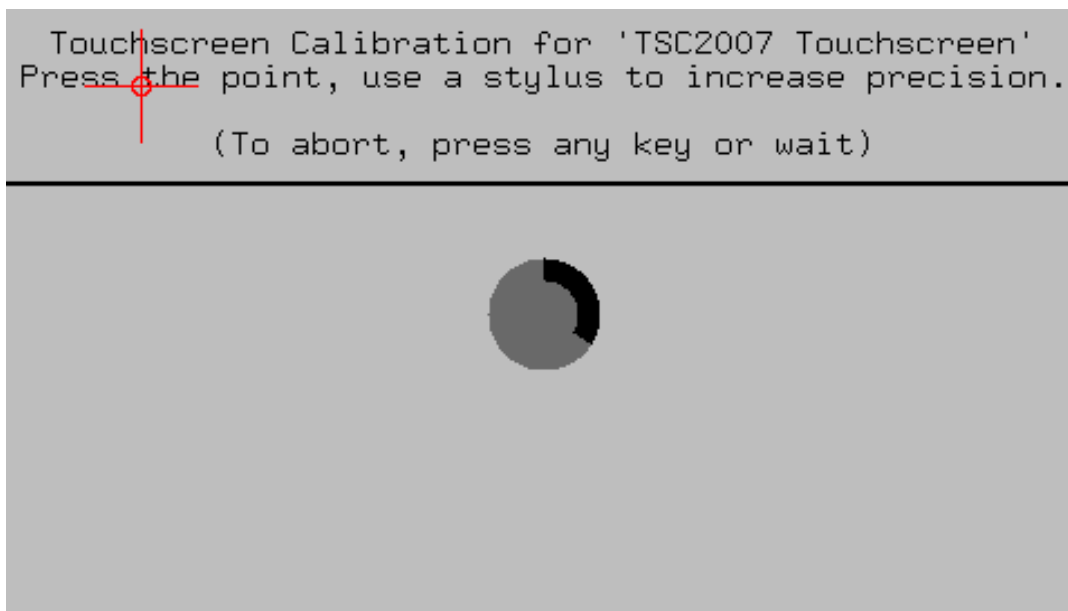 Touchscreen Calibration for 'TSC2007 Touchscreen'
Press the point, use a stylus to increase precision.
(To abort, press any key or wait)